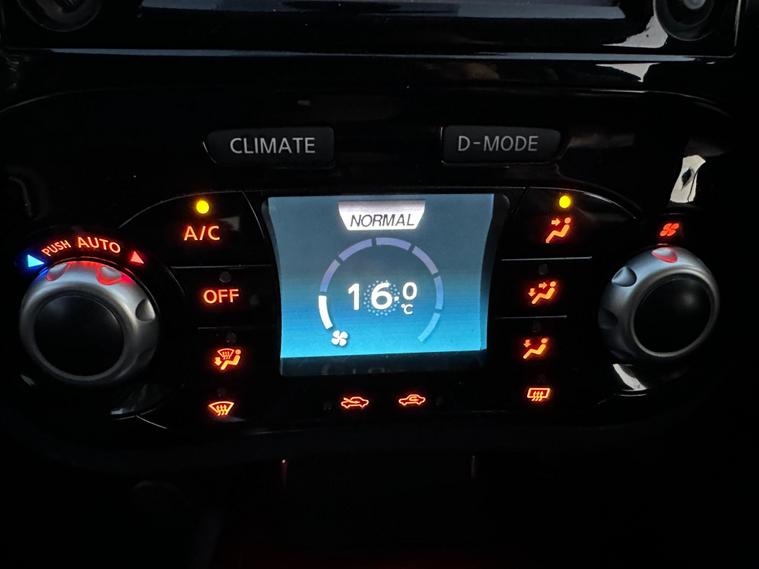 CLIMATE
D-MODE
NORMAL
A/C
PUSH AUTO
OFF
16.0
°C